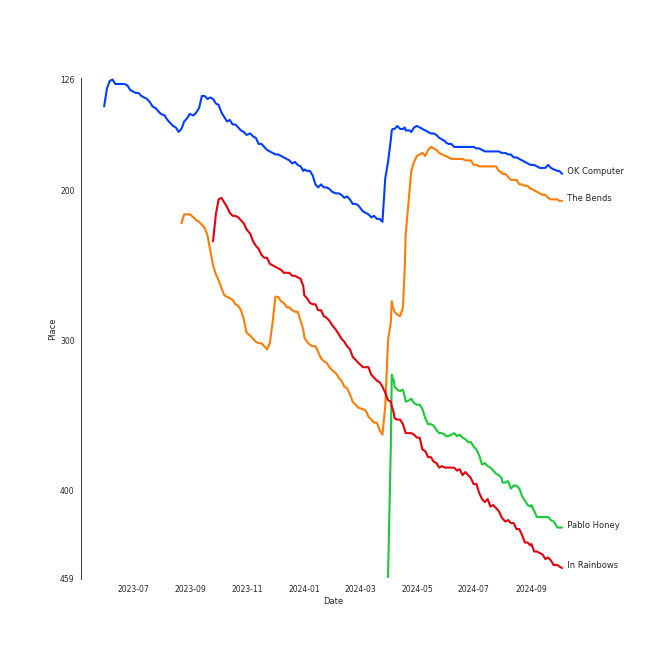 126
200
300
400
459
Place
2023-07
2023-09
2023-11
2024-01
2024-03
2024-05
2024-07
2024-09
Date
OK Computer
The Bends
Pablo Honey
In Rainbows